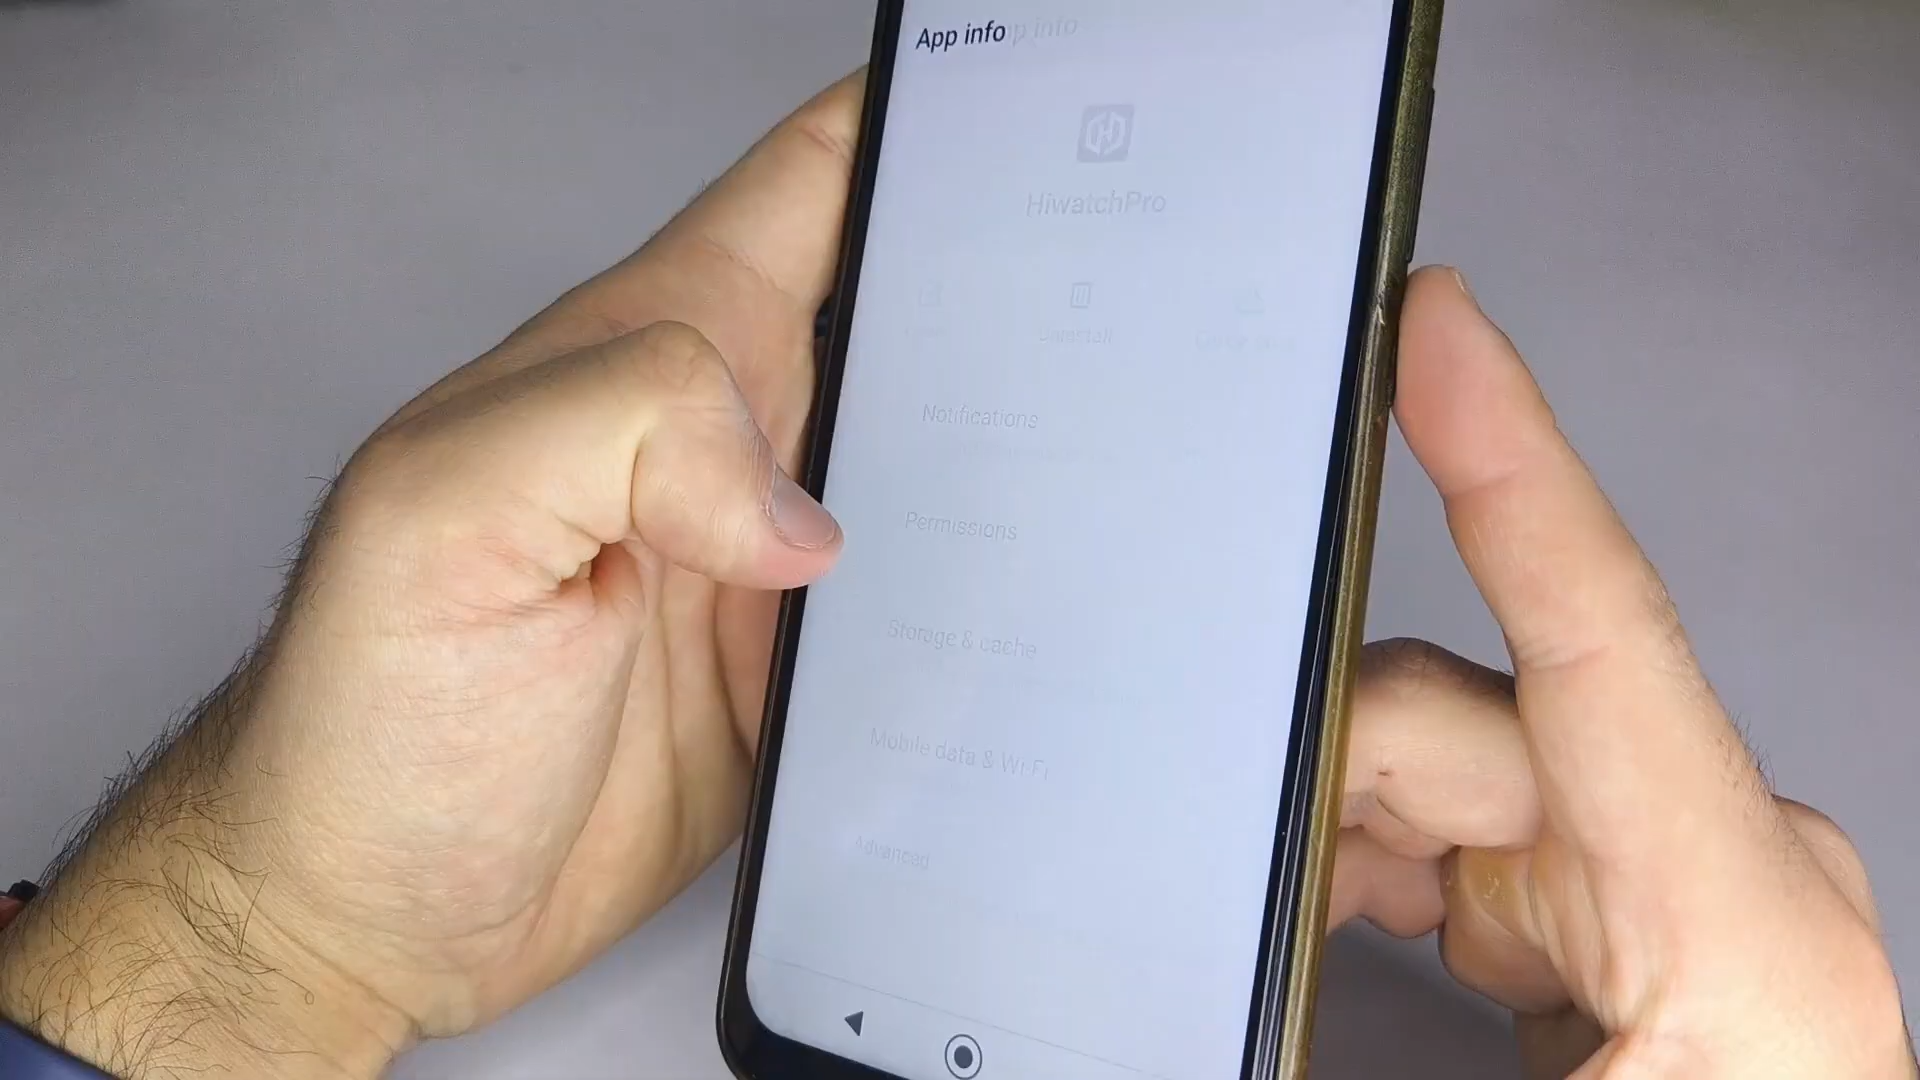 App info
HiwatchPro
Uninstall
Notifications
Permissions
Storage & cache
Mobile data & Wi-Fi
Advanced